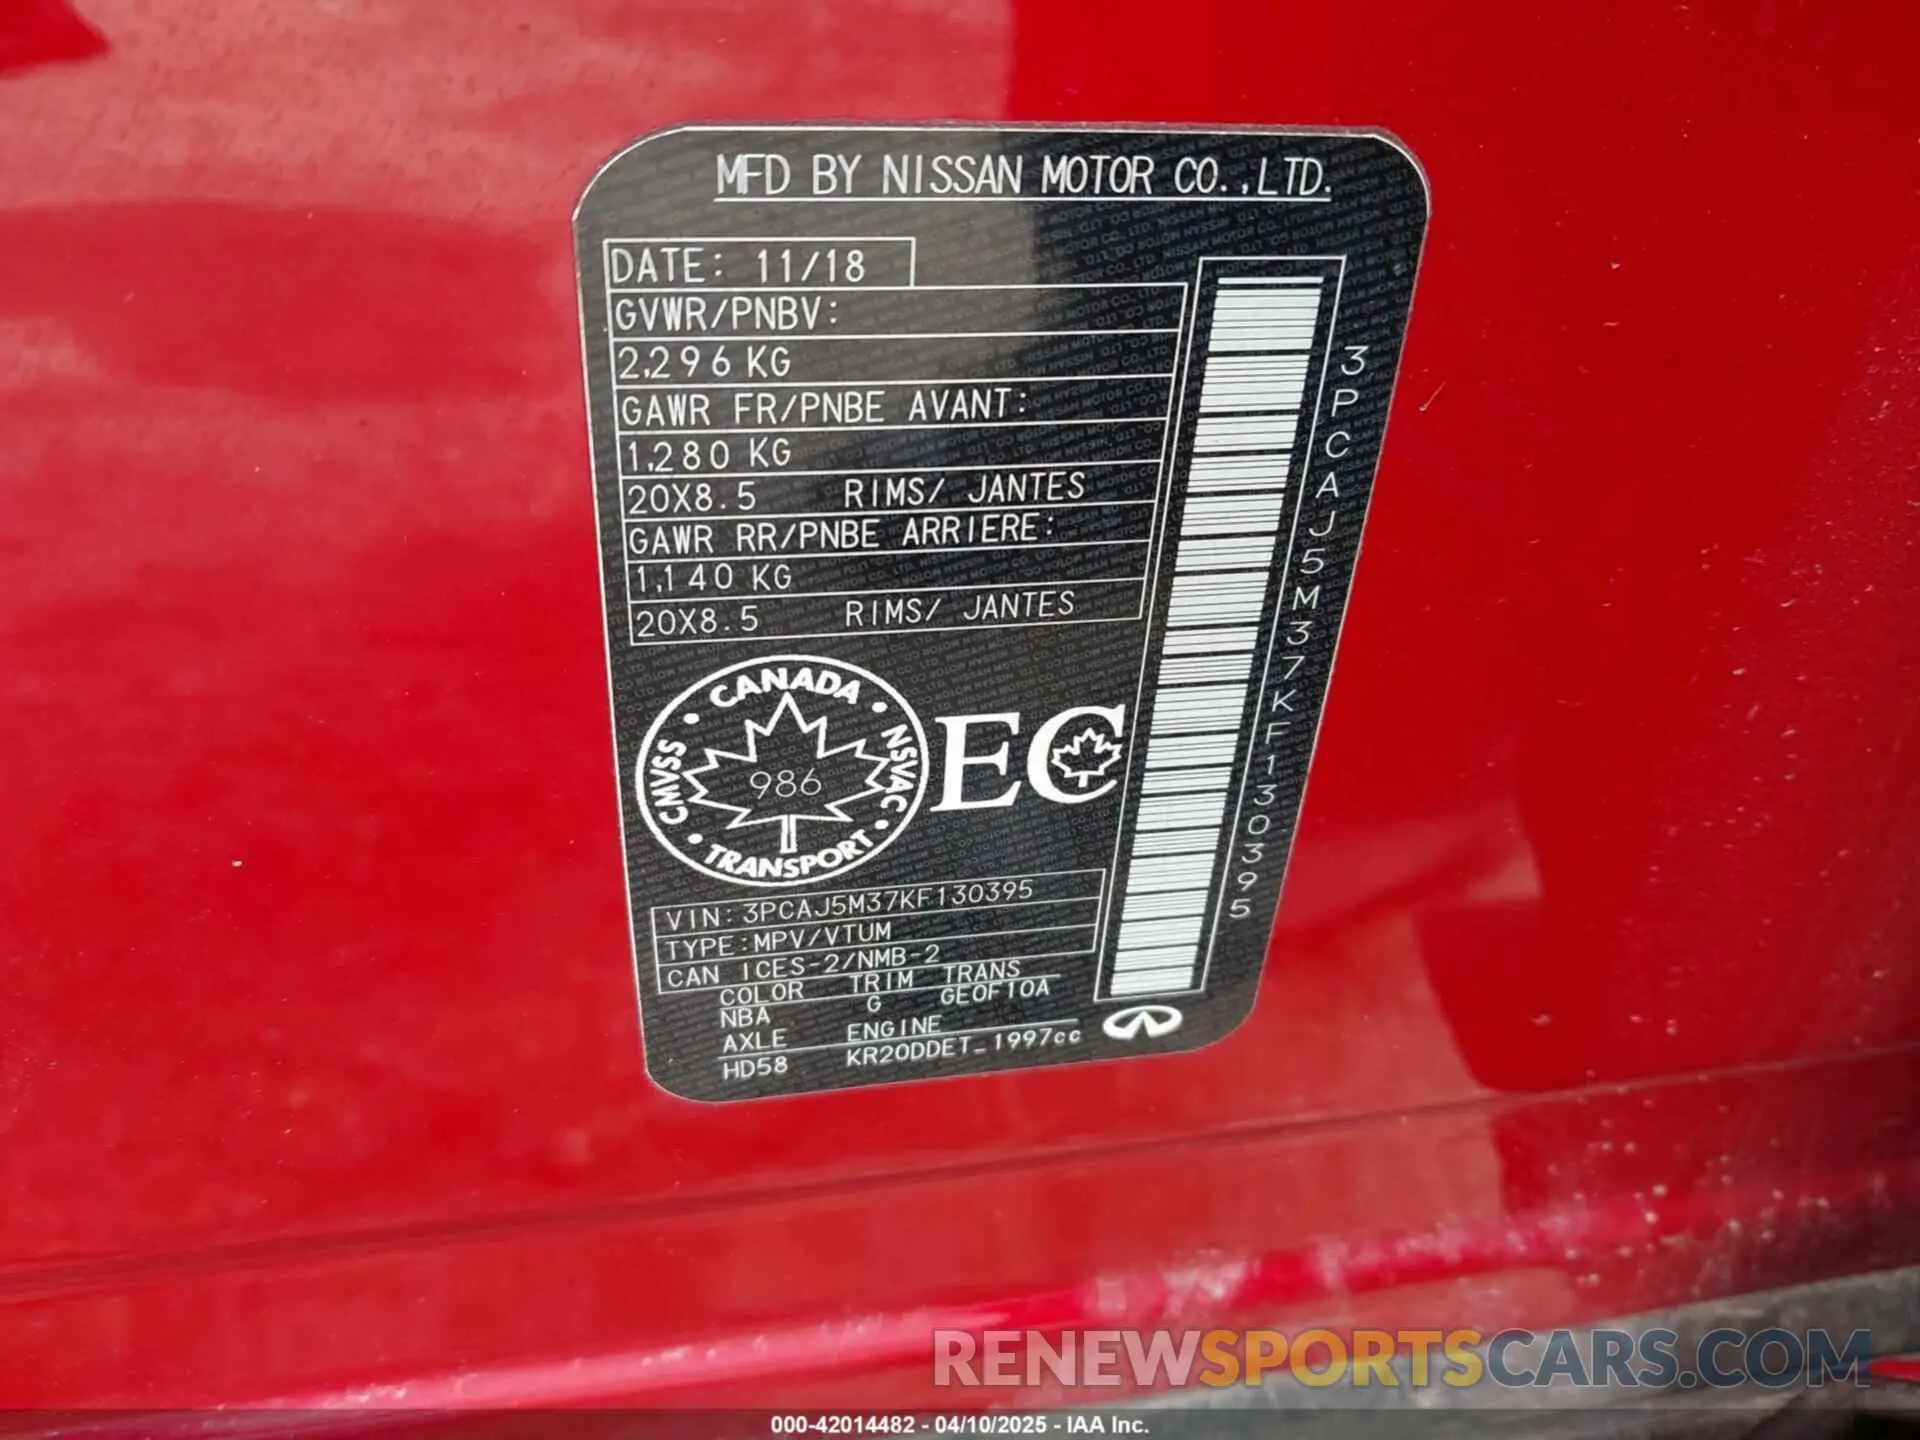 MFD BY NISSAN MOTOR CO.,LTD.
DATE: 11/18
GVWR/PNBV:
2,296 KG
GAWR FR/PNBE AVANT:
1,280 KG
20X8.5 RIMS/ JANTES
GAWR RR/PNBE ARRIERE:
1,140 KG
20X8.5 RIMS/ JANTES
CANADA
CMVSS
NSVAC
986
TRANSPORT
EC
VIN: 3PCAJ5M37KF130395
TYPE:MPV/VTUM
CAN ICES-2/NMB-2
COLOR TRIM TRANS
NBA G GEOF10A
AXLE ENGINE
HD58 KR20DDET_1997cc
3PCAJ5M37KF130395
RENEWSPORTSCARS.COM
000-42014482 - 04/10/2025 - IAA Inc.